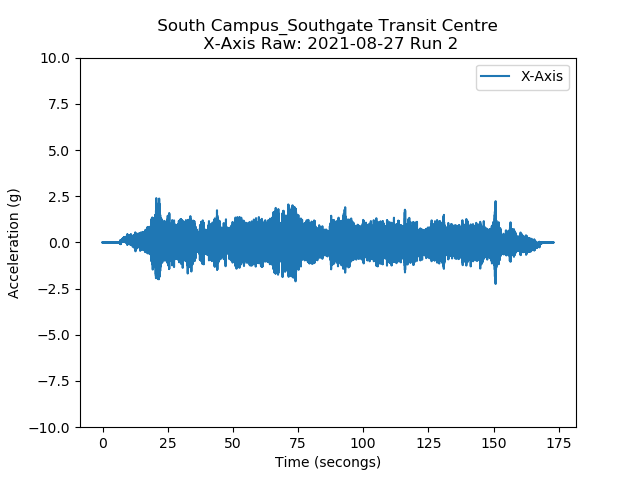 South Campus_Southgate Transit Centre
X-Axis Raw: 2021-08-27 Run 2
X-Axis
10.0
7.5
5.0
2.5
0.0
−2.5
−5.0
−7.5
−10.0
Acceleration (g)
0 25 50 75 100 125 150 175
Time (secongs)